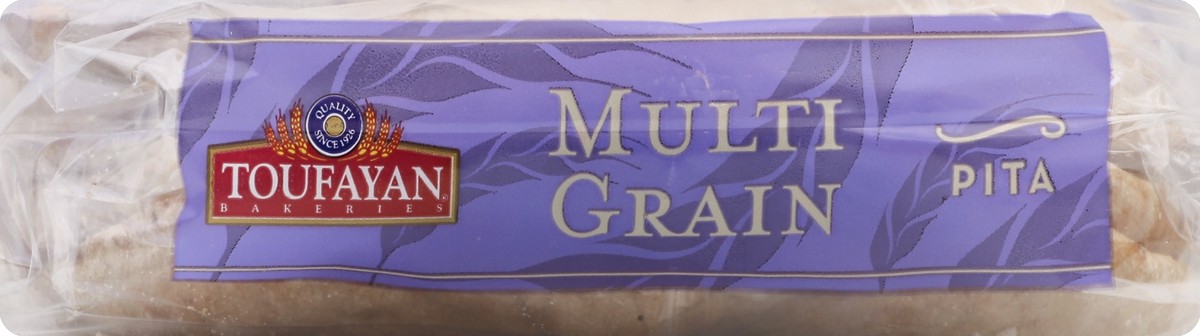 QUALITY
SINCE 1926
TOUFAYAN
BAKERIES
MULTI
GRAIN
PITA